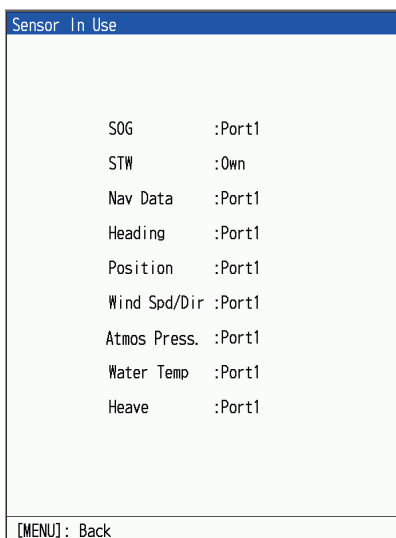 Sensor In Use
SOG :Port1
STW :Own
Nav Data :Port1
Heading :Port1
Position :Port1
Wind Spd/Dir :Port1
Atmos Press. :Port1
Water Temp :Port1
Heave :Port1
[MENU]: Back